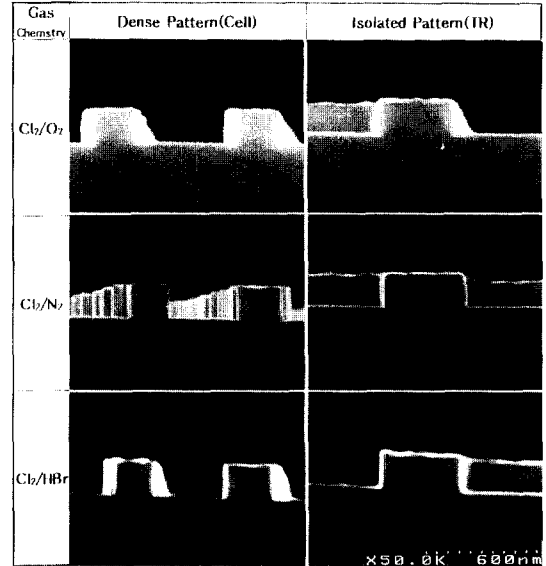 Gas
Chemstry
Dense Pattern(Cell)
Isolated Pattern(TR)
Cl₂/O₂
Cl₂/N₂
Cl₂/HBr
X50.0K 600nm